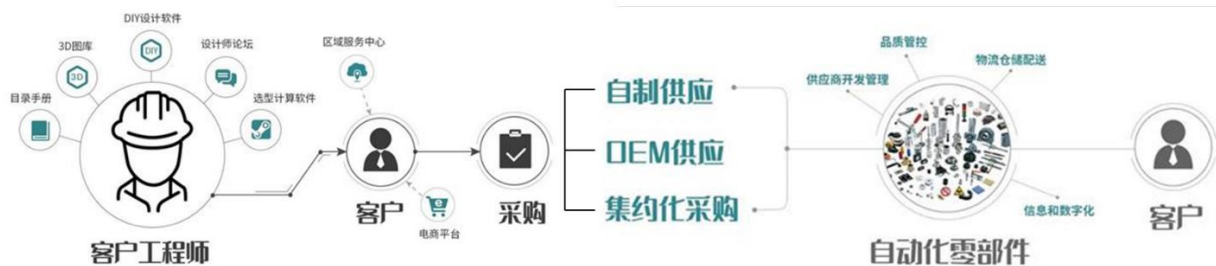 DIY设计软件
3D图库
DIY
设计师论坛
3D
目录手册
选型计算软件
客户工程师
区域服务中心
客户
电商平台
采购
自制供应
OEM供应
集约化采购
品质管控
物流仓储配送
供应商开发管理
信息和数字化
自动化零部件
客户